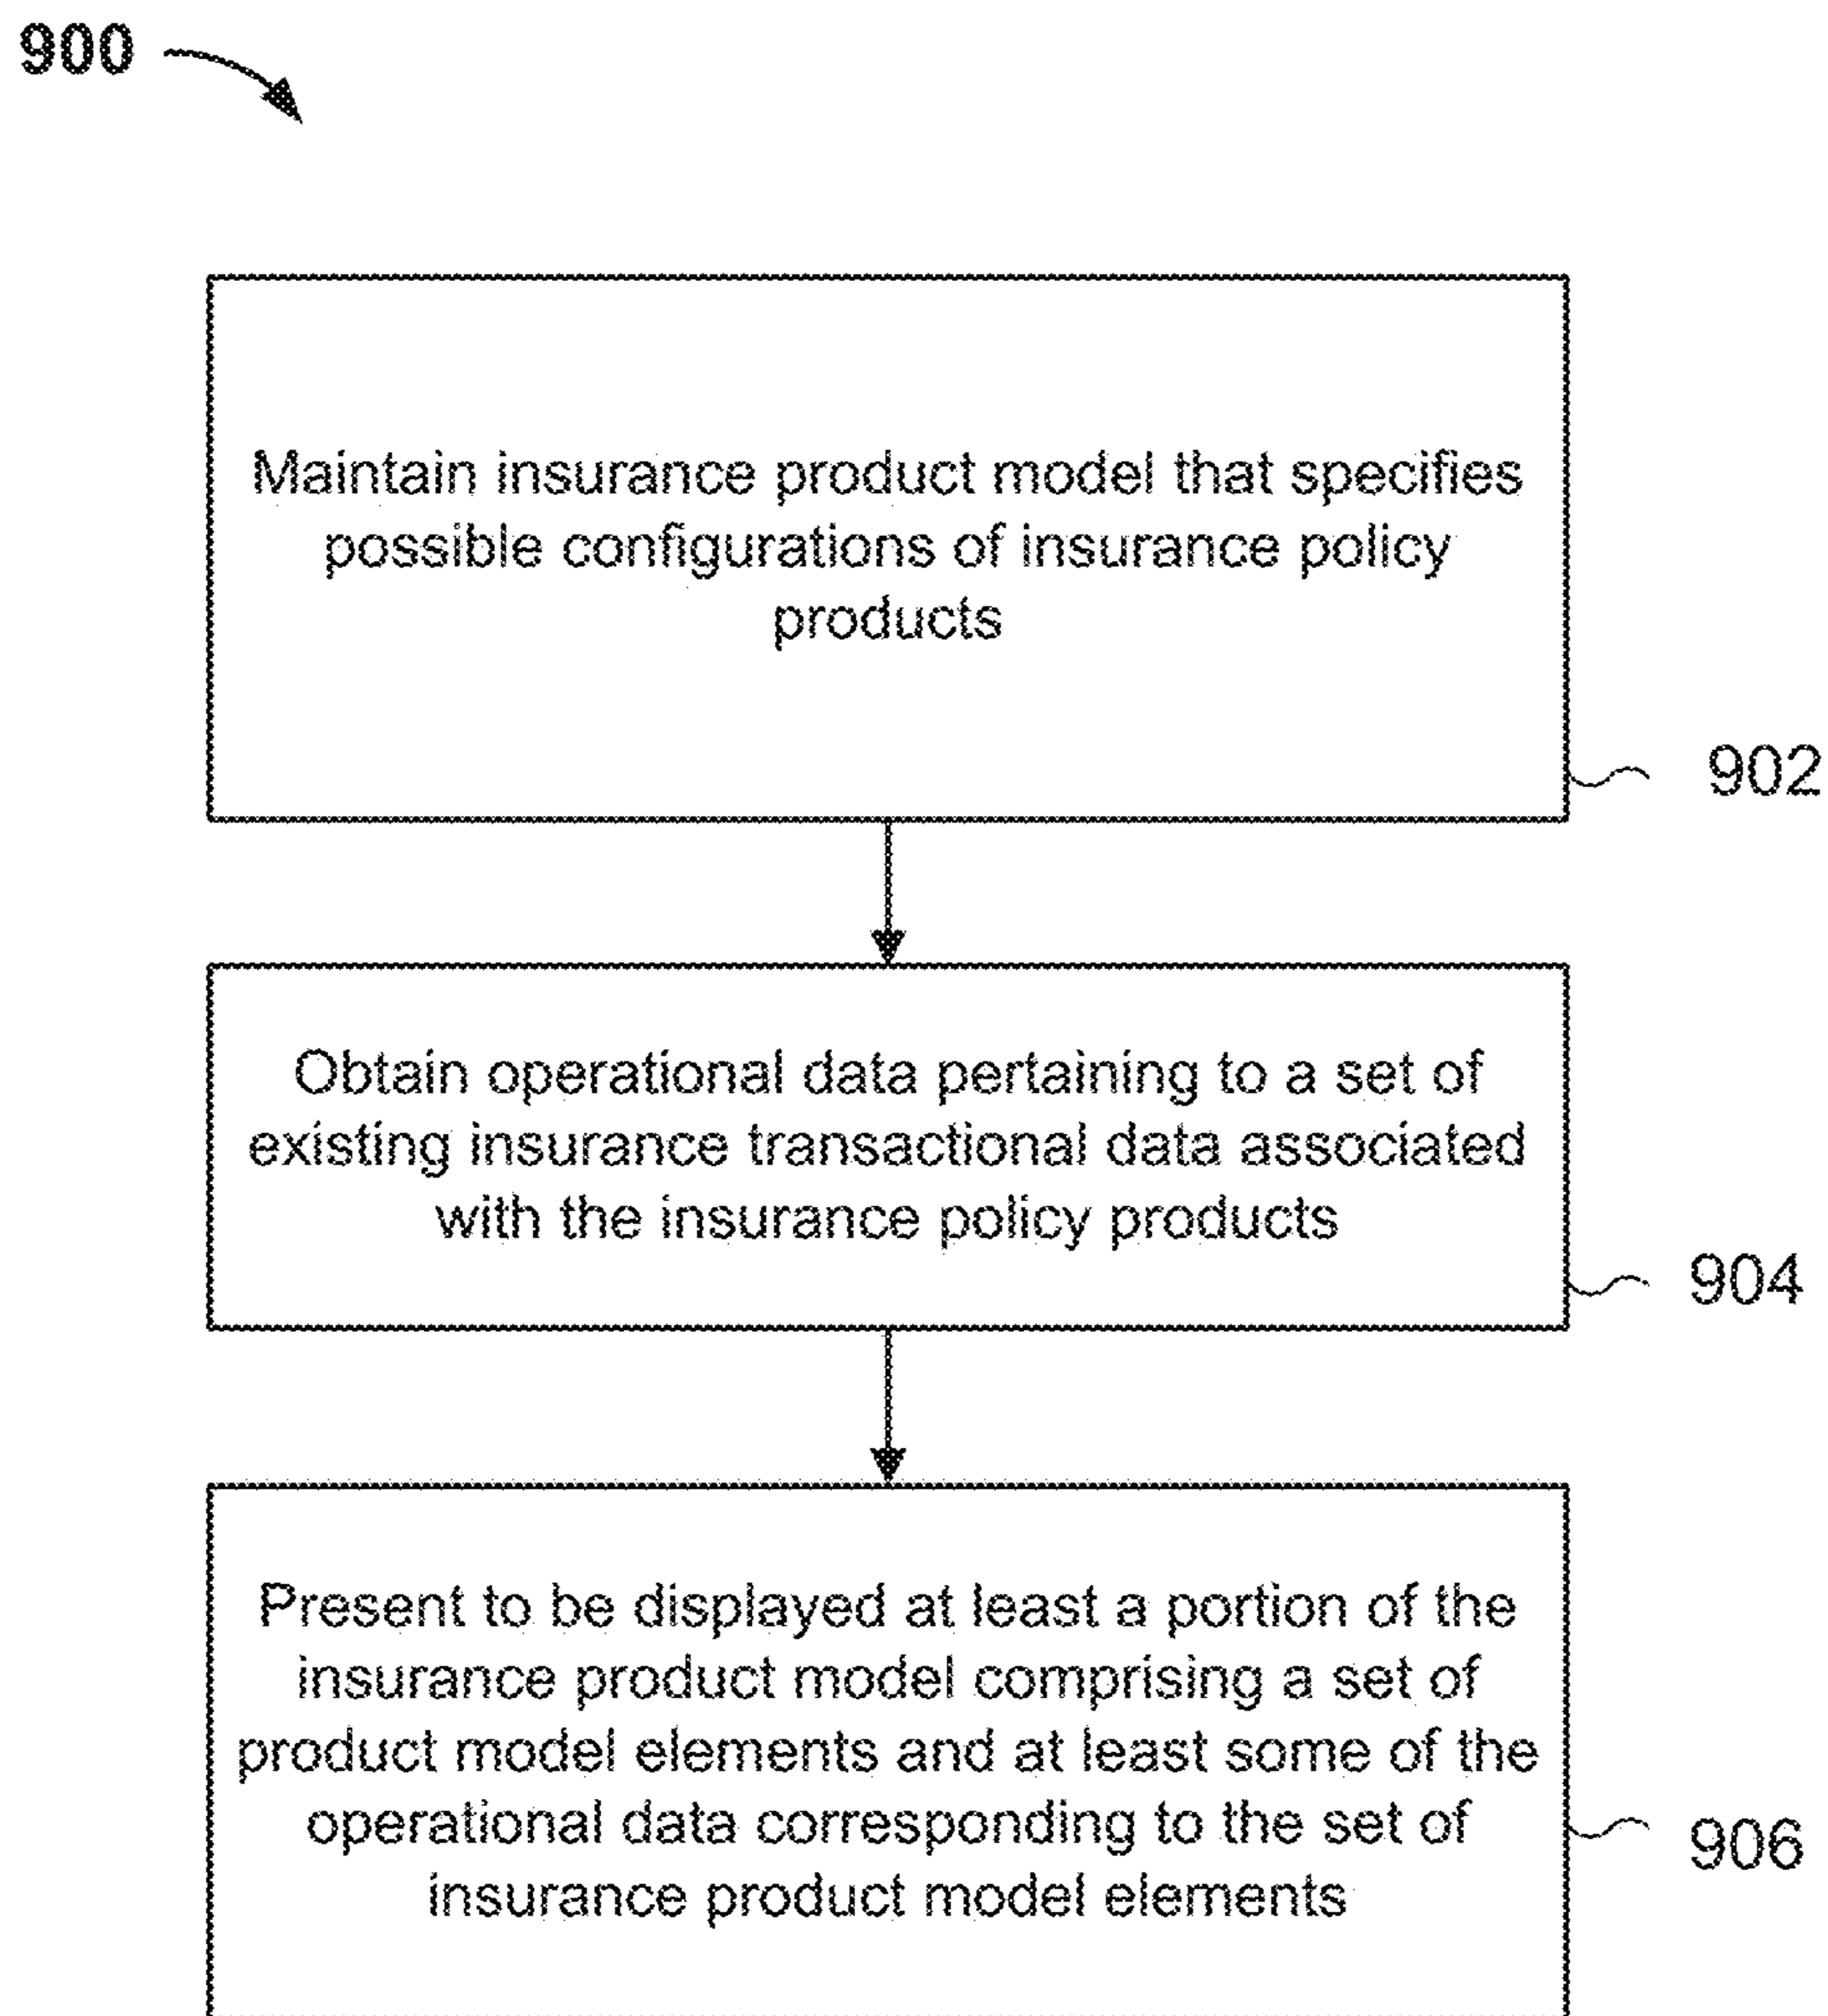 900
Maintain insurance product model that specifies
possible configurations of insurance policy
products
902
Obtain operational data pertaining to a set of
existing insurance transactional data associated
with the insurance policy products
904
Present to be displayed at least a portion of the
insurance product model comprising a set of
product model elements and at least some of the
operational data corresponding to the set of
insurance product model elements
906